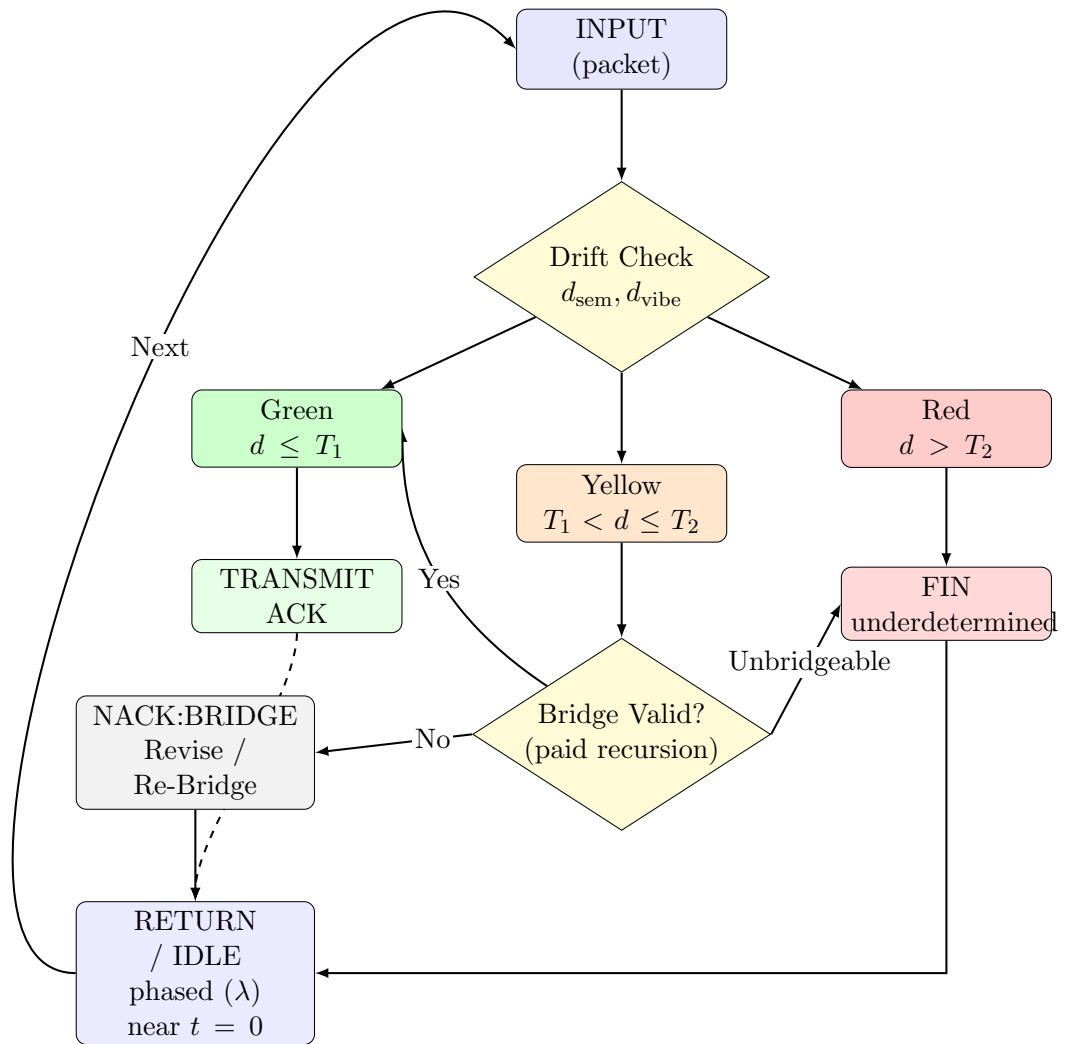 INPUT
(packet)
Drift Check
d_sem, d_vibe
Next
Green
d ≤ T_1
Red
d > T_2
Yellow
T_1 < d ≤ T_2
TRANSMIT
ACK
Yes
FIN
underdetermined
Unbridgeable
NACK:BRIDGE
Revise /
Re-Bridge
No
Bridge Valid?
(paid recursion)
RETURN
/ IDLE
phased (λ)
near t = 0